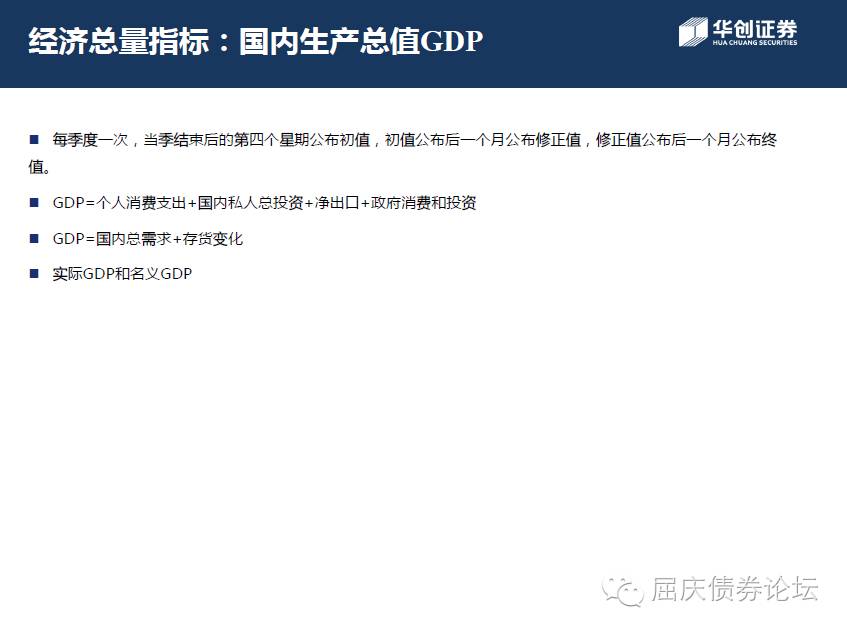 经济总量指标：国内生产总值GDP
华创证券
HUA CHUANG SECURITIES
■ 每季度一次，当季结束后的第四个星期公布初值，初值公布后一个月公布修正值，修正值公布后一个月公布终
值。
■ GDP=个人消费支出+国内私人总投资+净出口+政府消费和投资
■ GDP=国内总需求+存货变化
■ 实际GDP和名义GDP
屈庆债券论坛